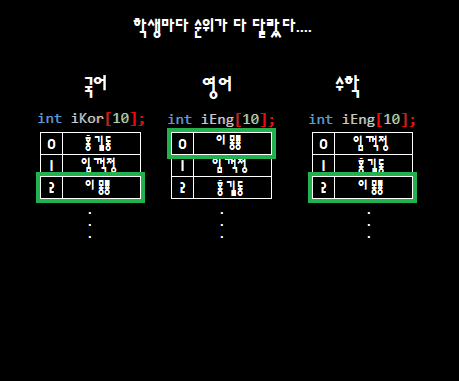 학생마다 순위가 다 달랐다....
국어 영어 수학
int iKor[10]; int iEng[10]; int iEng[10];
0 홍길동 0 이몽룡 0 임꺽정
1 임꺽정 1 임꺽정 1 홍길동
2 이몽룡 2 홍길동 2 이몽룡